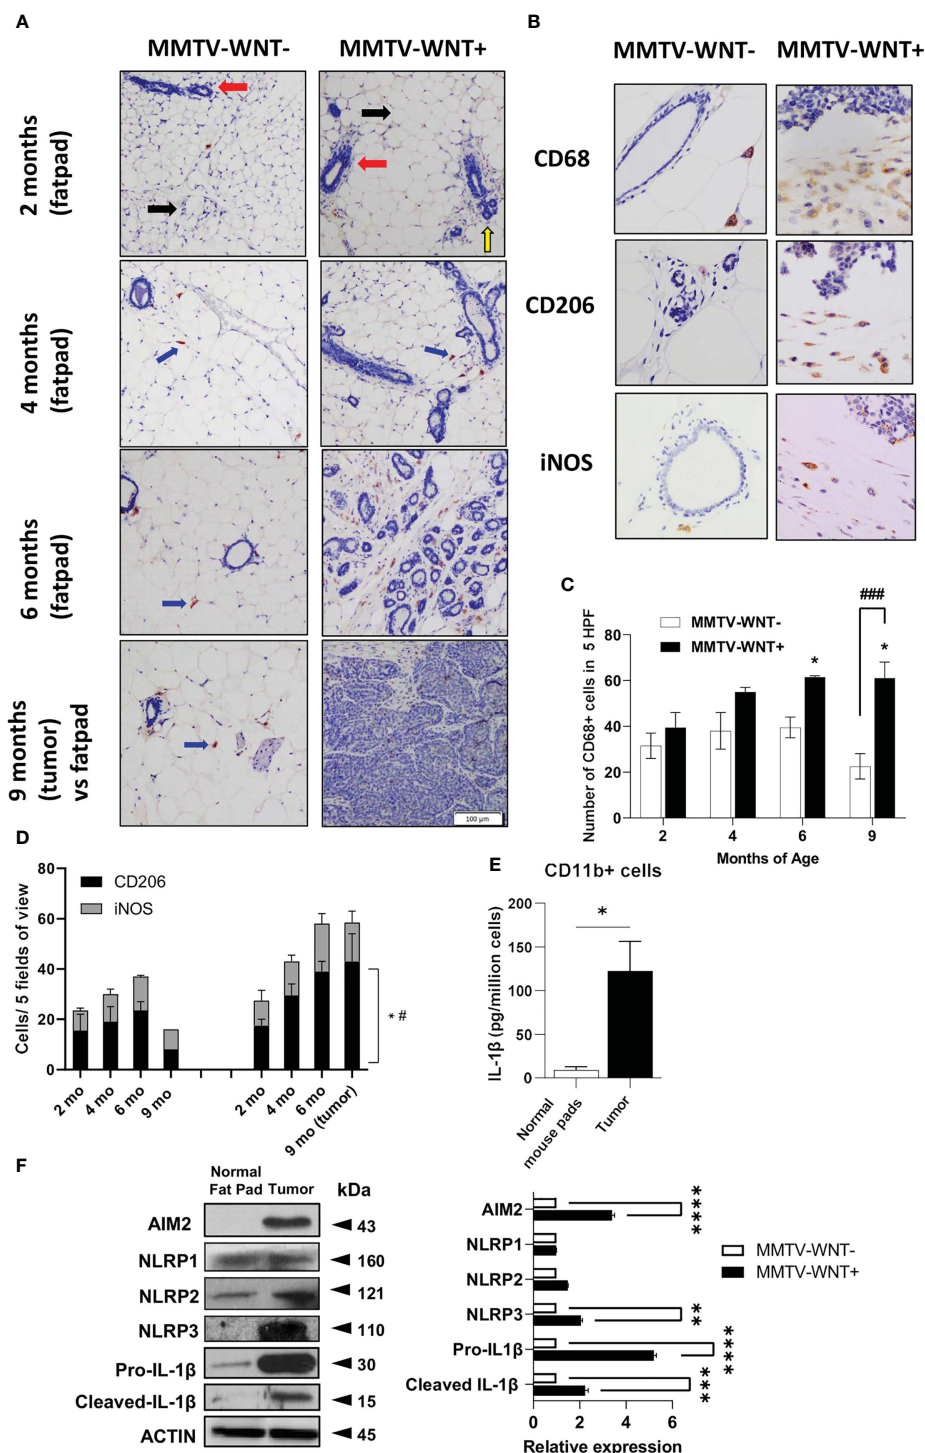 A
MMTV-WNT-
MMTV-WNT+
2 months
(fatpad)
4 months
(fatpad)
6 months
(fatpad)
9 months
(tumor)
vs fatpad
100 µm
B
MMTV-WNT-
MMTV-WNT+
CD68
CD206
iNOS
C
###
MMTV-WNT-
MMTV-WNT+
*
*
Number of CD68+ cells in 5 HPF
80
60
40
20
0
2
4
6
9
Months of Age
D
CD206
iNOS
Cells/ 5 fields of view
80
60
40
20
0
* #
2 mo
4 mo
6 mo
9 mo
2 mo
4 mo
6 mo
9 mo (tumor)
E
CD11b+ cells
*
IL-1β (pg/million cells)
200
150
100
50
0
Normal
mouse pads
Tumor
F
Normal
Fat Pad
Tumor
kDa
AIM2
43
NLRP1
160
NLRP2
121
NLRP3
110
Pro-IL-1β
30
Cleaved-IL-1β
15
ACTIN
45
AIM2
****
NLRP1
NLRP2
NLRP3
**
Pro-IL1β
****
Cleaved IL-1β
***
MMTV-WNT-
MMTV-WNT+
0
2
4
6
Relative expression